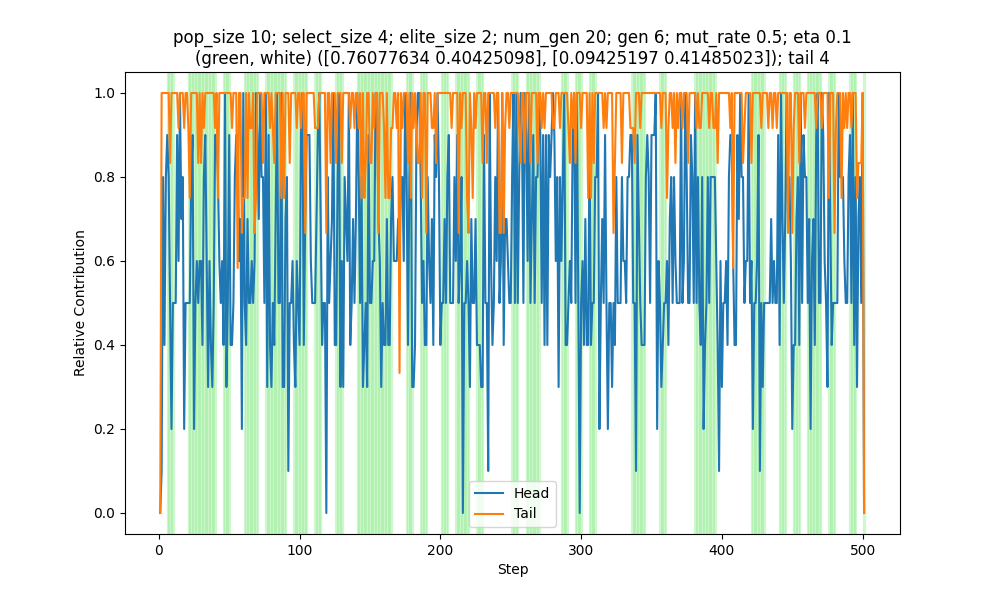 pop_size 10; select_size 4; elite_size 2; num_gen 20; gen 6; mut_rate 0.5; eta 0.1
(green, white) ([0.76077634 0.40425098], [0.09425197 0.41485023]); tail 4
1.0
0.8
0.6
0.4
0.2
0.0
Relative Contribution
Head
Tail
0
100
200
300
400
500
Step